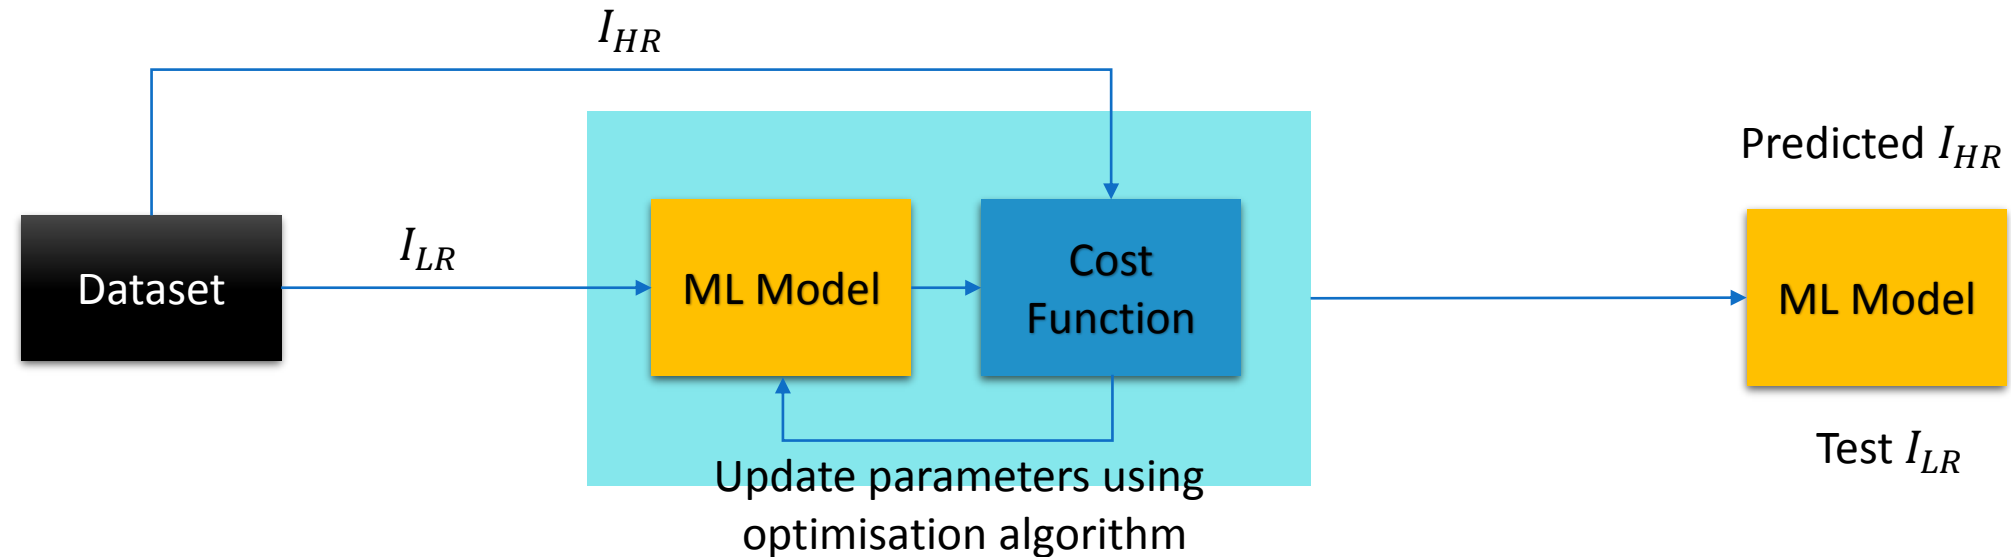 I_HR
Predicted I_HR
Dataset
I_LR
ML Model
Cost
Function
ML Model
Test I_LR
Update parameters using
optimisation algorithm